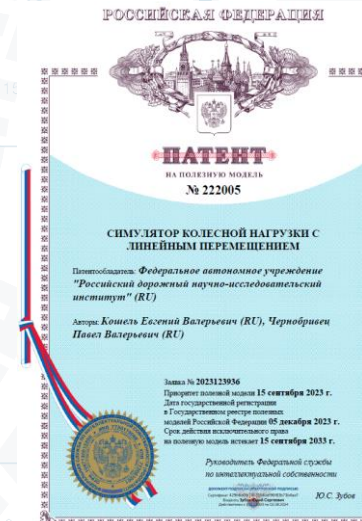 РОССИЙСКАЯ ФЕДЕРАЦИЯ
ПАТЕНТ
НА ПОЛЕЗНУЮ МОДЕЛЬ
№ 222005
СИМУЛЯТОР КОЛЕСНОЙ НАГРУЗКИ С
ЛИНЕЙНЫМ ПЕРЕМЕЩЕНИЕМ
Патентообладатель: Федеральное автономное учреждение
"Российский дорожный научно-исследовательский
институт" (RU)
Авторы: Кошель Евгений Валерьевич (RU), Чернобривец
Павел Валерьевич (RU)
Заявка № 2023123936
Приоритет полезной модели 15 сентября 2023 г.
Дата государственной регистрации
в Государственном реестре полезных
моделей Российской Федерации 05 декабря 2023 г.
Срок действия исключительного права
на полезную модель истекает 15 сентября 2033 г.
Руководитель Федеральной службы
по интеллектуальной собственности
Ю.С. Зубов